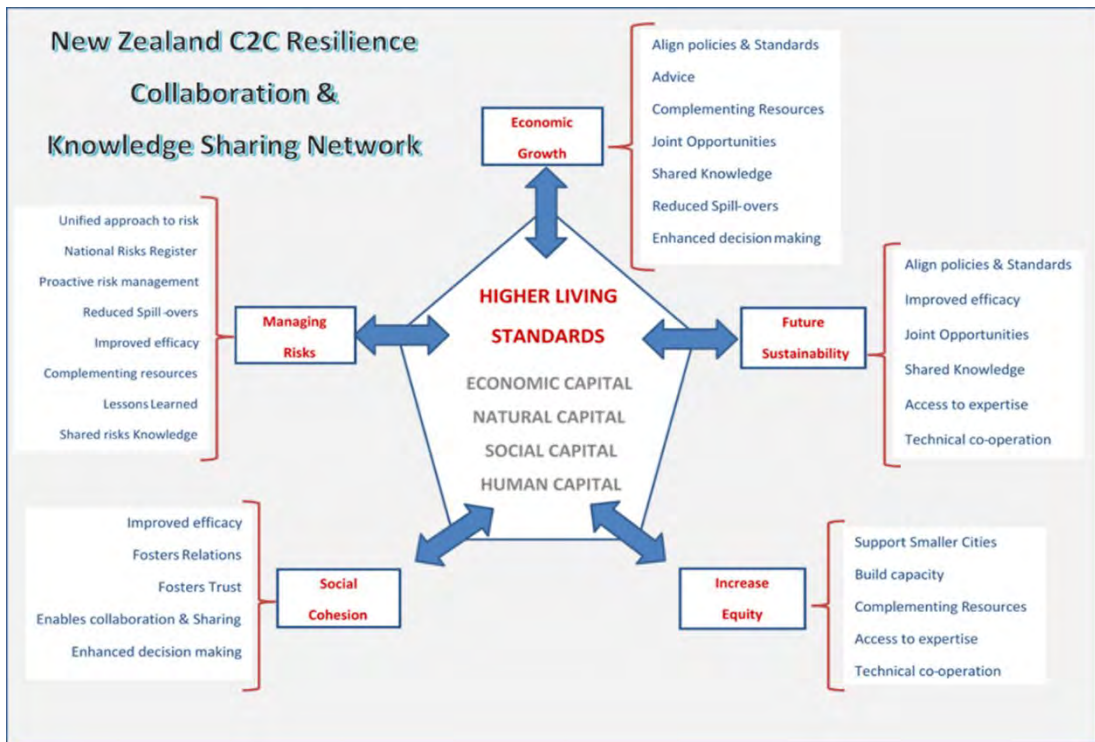 New Zealand C2C Resilience
Collaboration &
Knowledge Sharing Network
Economic
Growth
Align policies & Standards
Advice
Complementing Resources
Joint Opportunities
Shared Knowledge
Reduced Spill-overs
Enhanced decision making
Unified approach to risk
National Risks Register
Proactive risk management
Reduced Spill-overs
Improved efficacy
Complementing resources
Lessons Learned
Shared risks Knowledge
Managing
Risks
HIGHER LIVING
STANDARDS
ECONOMIC CAPITAL
NATURAL CAPITAL
SOCIAL CAPITAL
HUMAN CAPITAL
Future
Sustainability
Align policies & Standards
Improved efficacy
Joint Opportunities
Shared Knowledge
Access to expertise
Technical co-operation
Improved efficacy
Fosters Relations
Fosters Trust
Enables collaboration & Sharing
Enhanced decision making
Social
Cohesion
Increase
Equity
Support Smaller Cities
Build capacity
Complementing Resources
Access to expertise
Technical co-operation